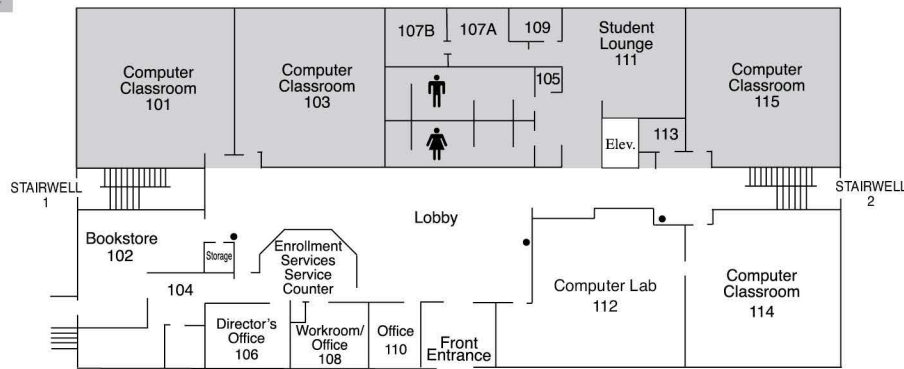 107B
107A
109
Student
Lounge
111
Computer
Classroom
101
Computer
Classroom
103
105
Computer
Classroom
115
Elev.
113
STAIRWELL
1
STAIRWELL
2
Lobby
Bookstore
102
Storage
Enrollment
Services
Service
Counter
104
Computer Lab
112
Computer
Classroom
114
Director's
Office
106
Workroom/
Office
108
Office
110
Front
Entrance